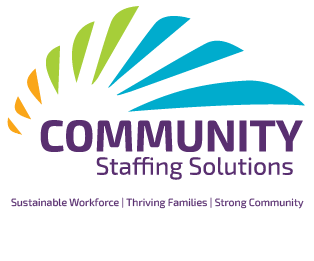 COMMUNITY
Staffing Solutions
Sustainable Workforce | Thriving Families | Strong Community